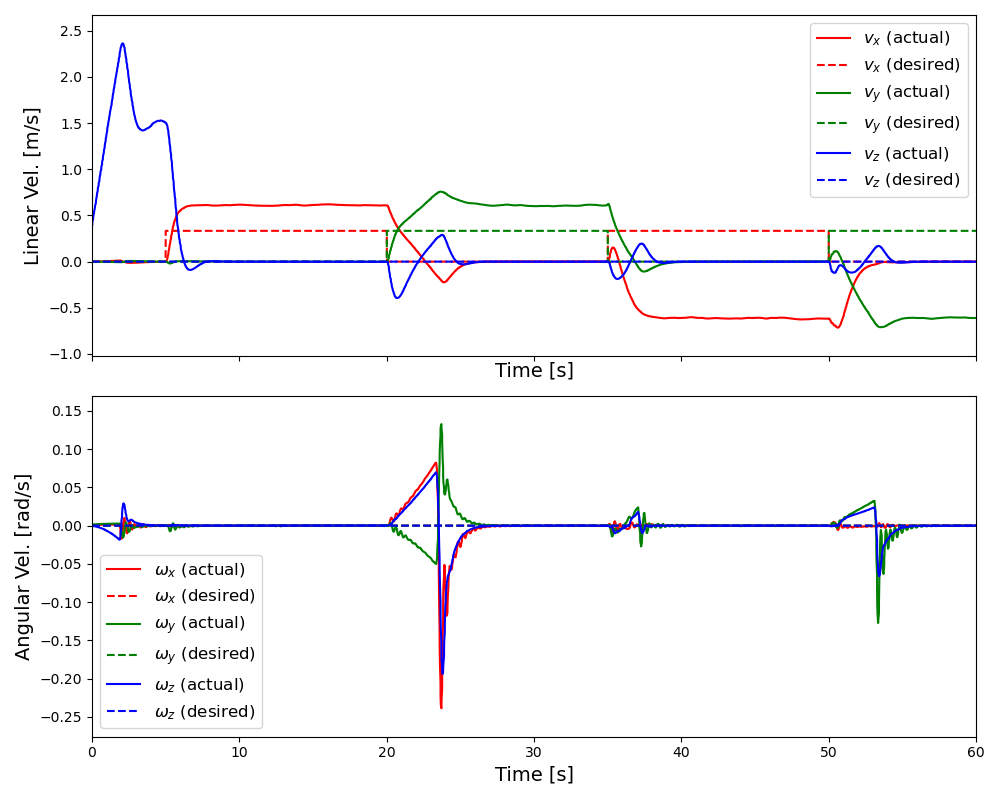 Linear Vel. [m/s]
2.5
2.0
1.5
1.0
0.5
0.0
−0.5
−1.0
v_x (actual)
v_x (desired)
v_y (actual)
v_y (desired)
v_z (actual)
v_z (desired)
Time [s]
Angular Vel. [rad/s]
0.15
0.10
0.05
0.00
−0.05
−0.10
−0.15
−0.20
−0.25
ω_x (actual)
ω_x (desired)
ω_y (actual)
ω_y (desired)
ω_z (actual)
ω_z (desired)
0 10 20 30 40 50 60
Time [s]